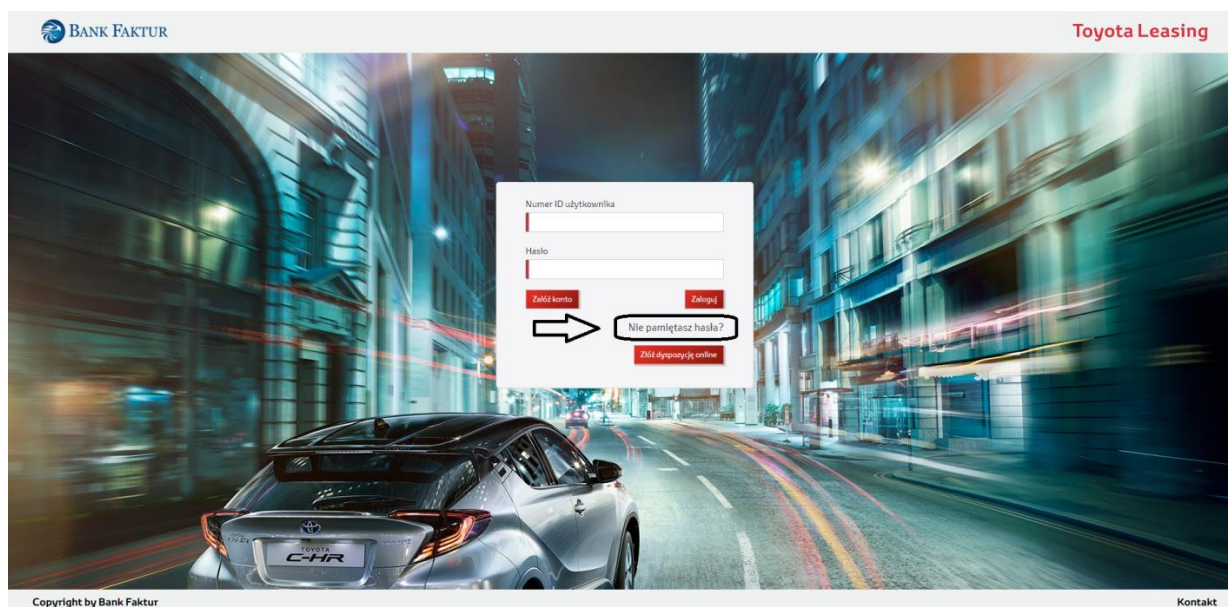 BANK FAKTUR
Toyota Leasing
Numer ID użytkownika
Hasło
Załóż konto
Zaloguj
Nie pamiętasz hasła?
Złóż dyspozycję online
TOYOTA
C-HR
Copyright by Bank Faktur
Kontakt